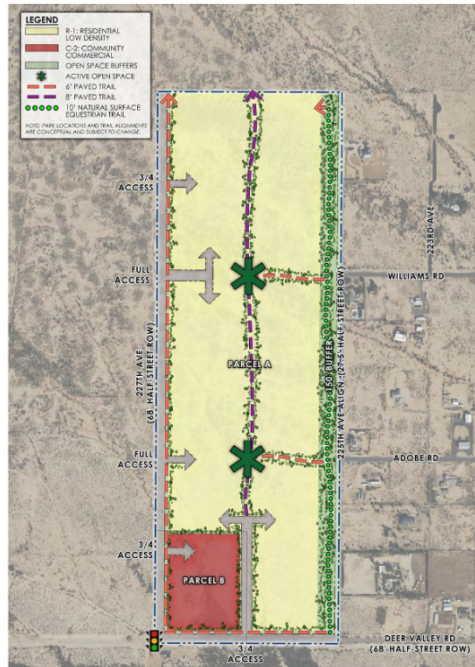 LEGEND
R-1: RESIDENTIAL
LOW DENSITY
C-2: COMMUNITY
COMMERCIAL
OPEN SPACE BUFFERS
ACTIVE OPEN SPACE
6' PAVED TRAIL
8' PAVED TRAIL
10' NATURAL SURFACE
EQUESTRIAN TRAIL
NOTE: PARK LOCATIONS AND TRAIL ALIGNMENTS
ARE CONCEPTUAL AND SUBJECT TO CHANGE
3/4
ACCESS
223RD AVE
FULL
ACCESS
WILLIAMS RD
227TH AVE
(68' HALF-STREET ROW)
PARCEL A
150' BUFFER
225TH AVE ALIGN. (27.5' HALF-STREET ROW)
FULL
ACCESS
ADOBE RD
3/4
ACCESS
PARCEL B
DEER VALLEY RD
(68' HALF-STREET ROW)
3/4
ACCESS